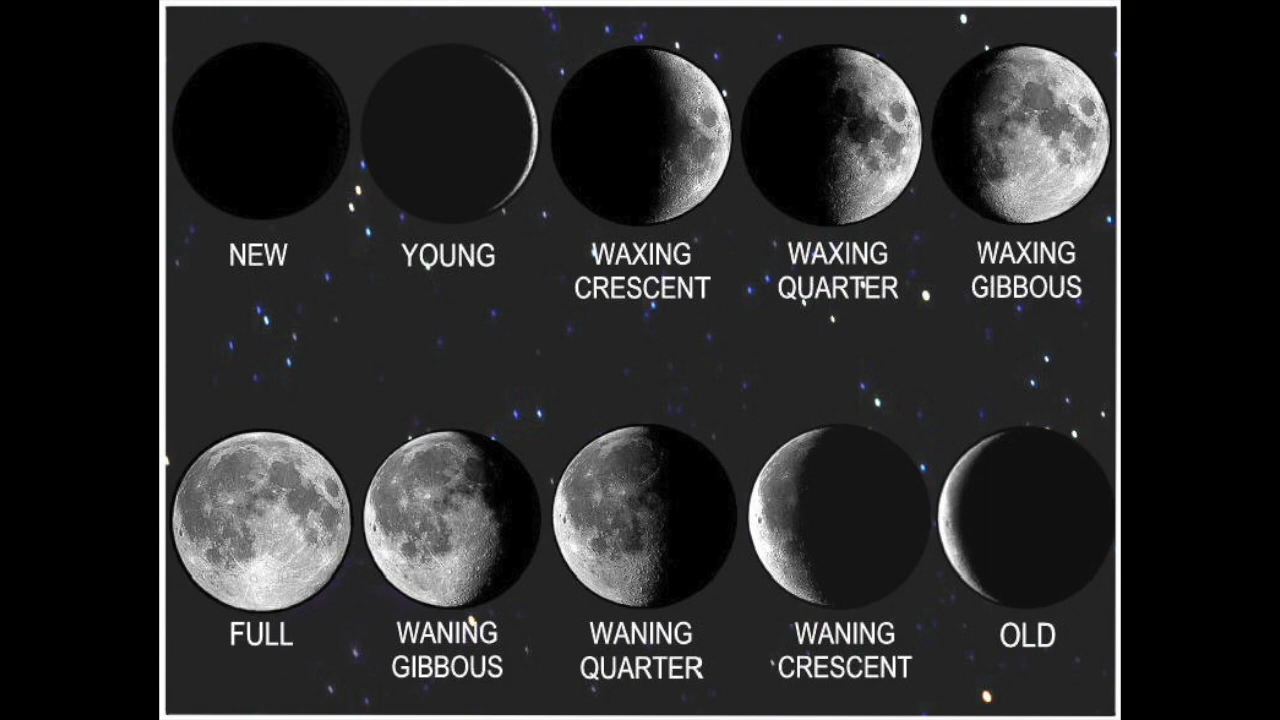 NEW
YOUNG
WAXING
CRESCENT
WAXING
QUARTER
WAXING
GIBBOUS
FULL
WANING
GIBBOUS
WANING
QUARTER
WANING
CRESCENT
OLD